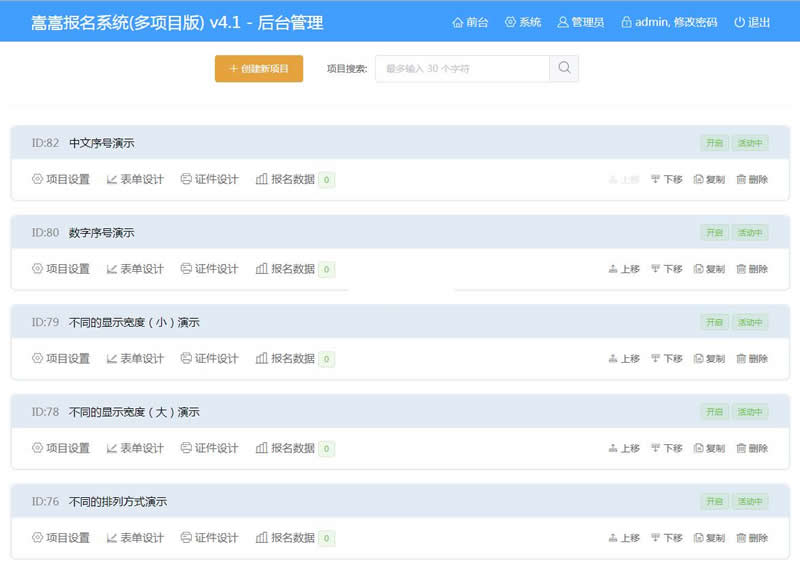 嵩嵩报名系统(多项目版) v4.1 - 后台管理 前台 系统 管理员 admin, 修改密码 退出
+ 创建新项目 项目搜索: 最多输入 30 个字符
ID:82 中文序号演示 开启 活动中
项目设置 表单设计 证件设计 报名数据 0 上移 下移 复制 删除
ID:80 数字序号演示 开启 活动中
项目设置 表单设计 证件设计 报名数据 0 上移 下移 复制 删除
ID:79 不同的显示宽度（小）演示 开启 活动中
项目设置 表单设计 证件设计 报名数据 0 上移 下移 复制 删除
ID:78 不同的显示宽度（大）演示 开启 活动中
项目设置 表单设计 证件设计 报名数据 0 上移 下移 复制 删除
ID:76 不同的排列方式演示 开启 活动中
项目设置 表单设计 证件设计 报名数据 0 上移 下移 复制 删除